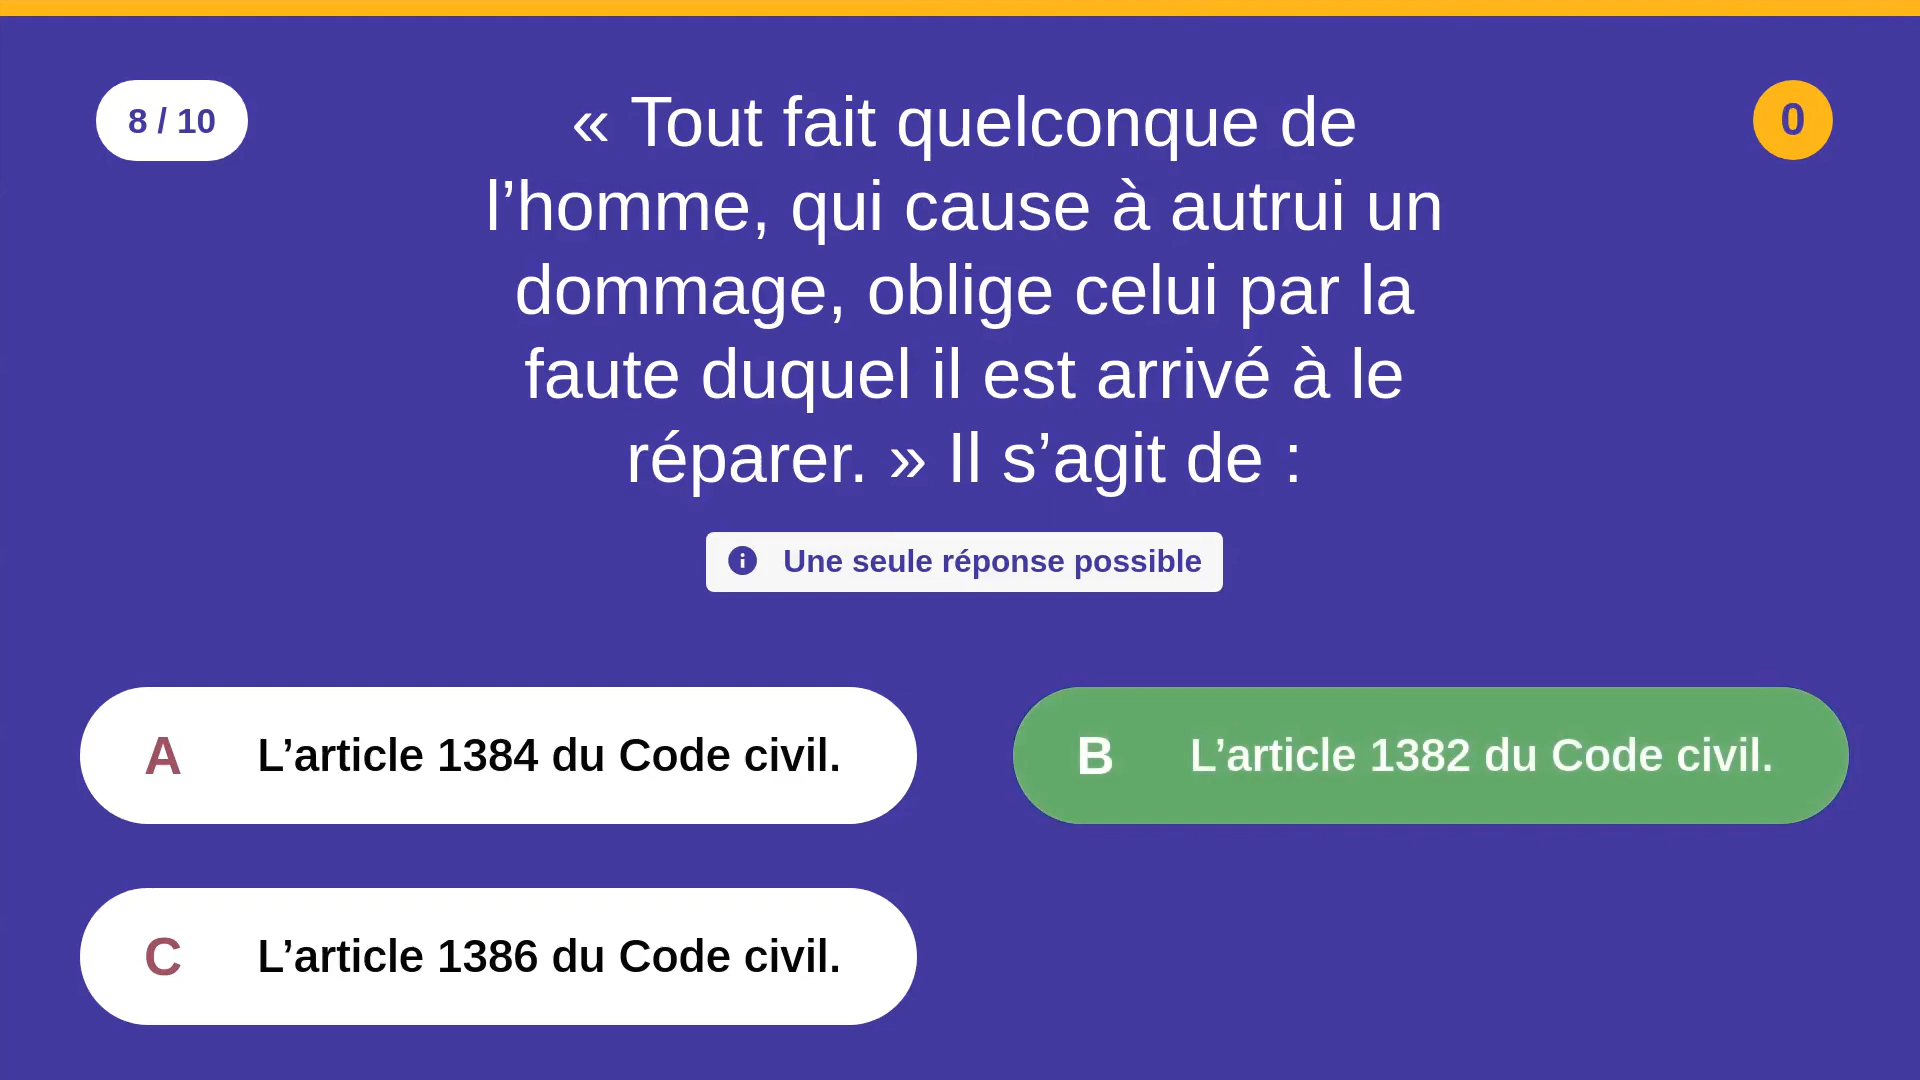 8 / 10
« Tout fait quelconque de
l’homme, qui cause à autrui un
dommage, oblige celui par la
faute duquel il est arrivé à le
réparer. » Il s’agit de :
0
Une seule réponse possible
A L’article 1384 du Code civil.
B L’article 1382 du Code civil.
C L’article 1386 du Code civil.